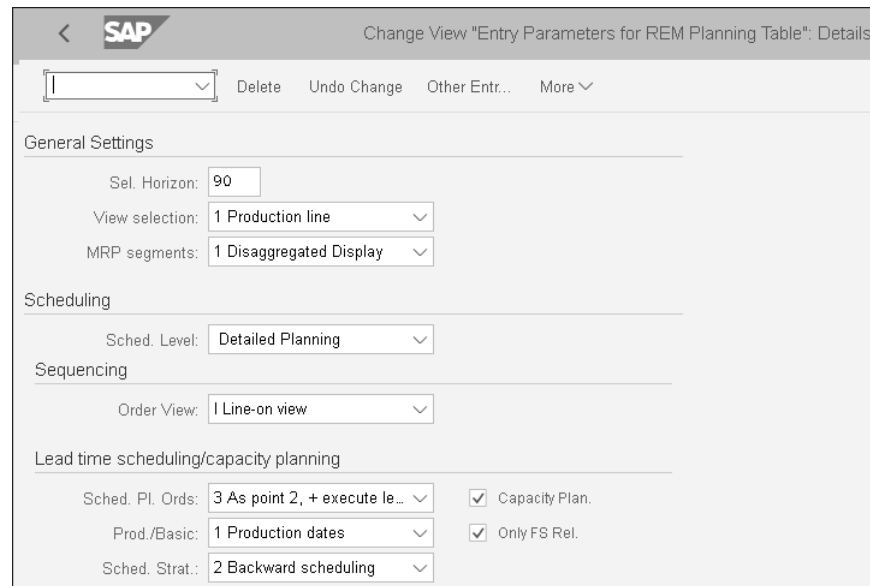 SAP Change View "Entry Parameters for REM Planning Table": Details
Delete Undo Change Other Entr... More
General Settings
Sel. Horizon: 90
View selection: 1 Production line
MRP segments: 1 Disaggregated Display
Scheduling
Sched. Level: Detailed Planning
Sequencing
Order View: I Line-on view
Lead time scheduling/capacity planning
Sched. Pl. Ords: 3 As point 2, + execute le... Capacity Plan.
Prod./Basic: 1 Production dates Only FS Rel.
Sched. Strat.: 2 Backward scheduling